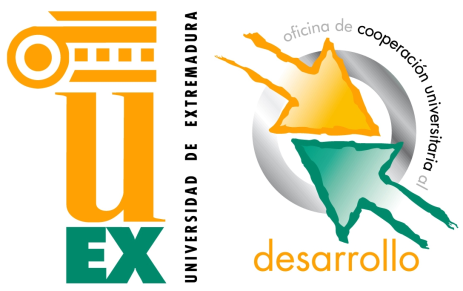 u
EX
UNIVERSIDAD DE EXTREMADURA
oficina de cooperación universitaria al
desarrollo